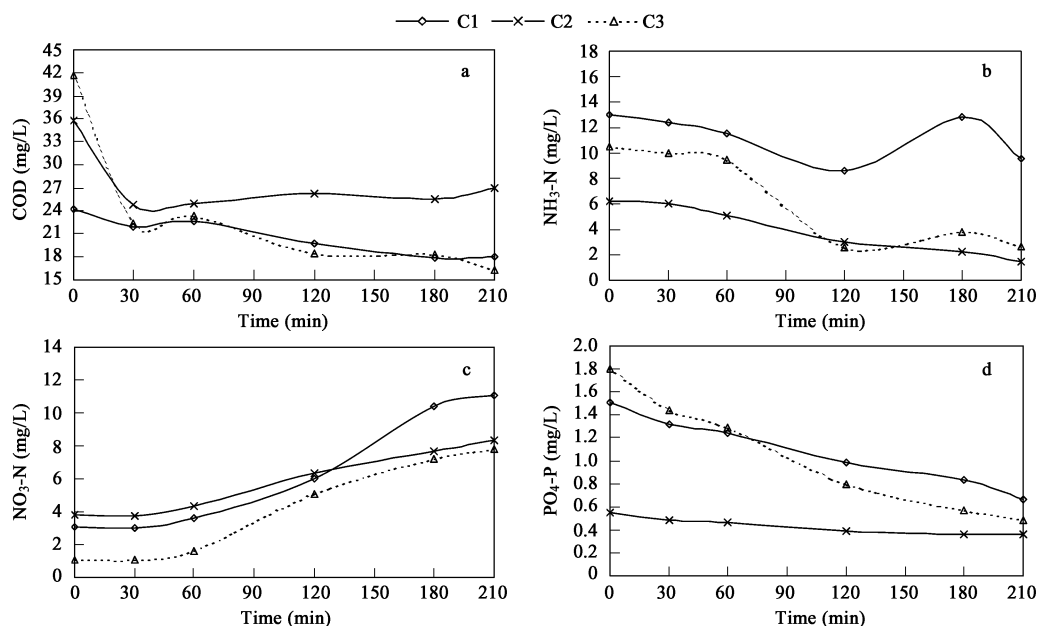 C1 C2 C3
a
45
42
39
36
33
30
27
24
21
18
15
COD (mg/L)
0 30 60 90 120 150 180 210
Time (min)
b
18
16
14
12
10
8
6
4
2
0
NH₃-N (mg/L)
0 30 60 90 120 150 180 210
Time (min)
c
14
12
10
8
6
4
2
0
NO₃-N (mg/L)
0 30 60 90 120 150 180 210
Time (min)
d
2.0
1.8
1.6
1.4
1.2
1.0
0.8
0.6
0.4
0.2
0
PO₄-P (mg/L)
0 30 60 90 120 150 180 210
Time (min)